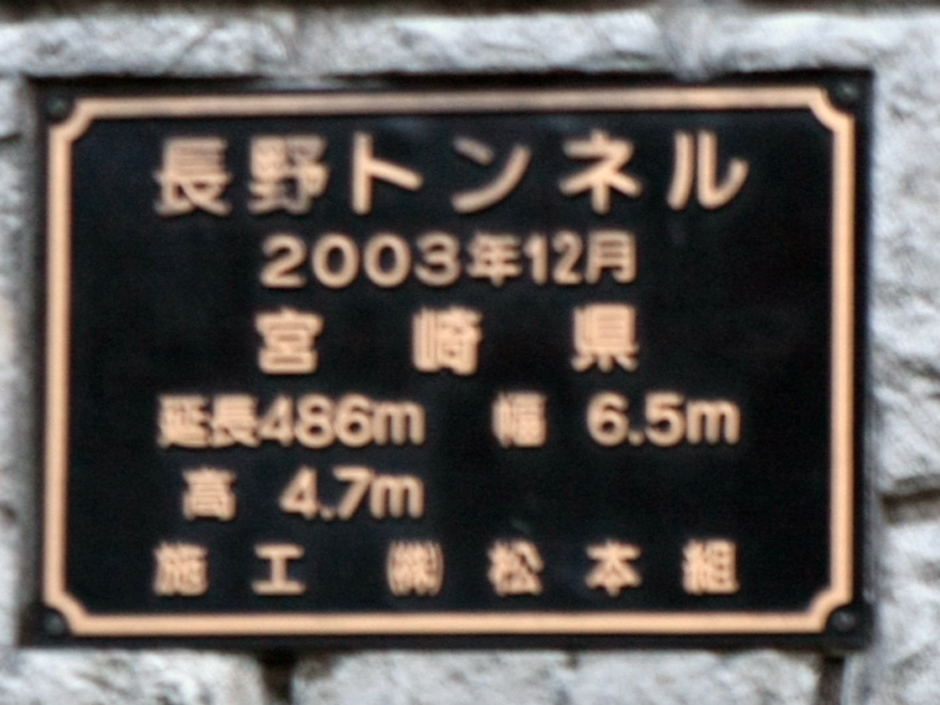 長野トンネル
2003年12月
宮崎県
延長486m 幅 6.5m
高 4.7m
施工 ㈱松本組